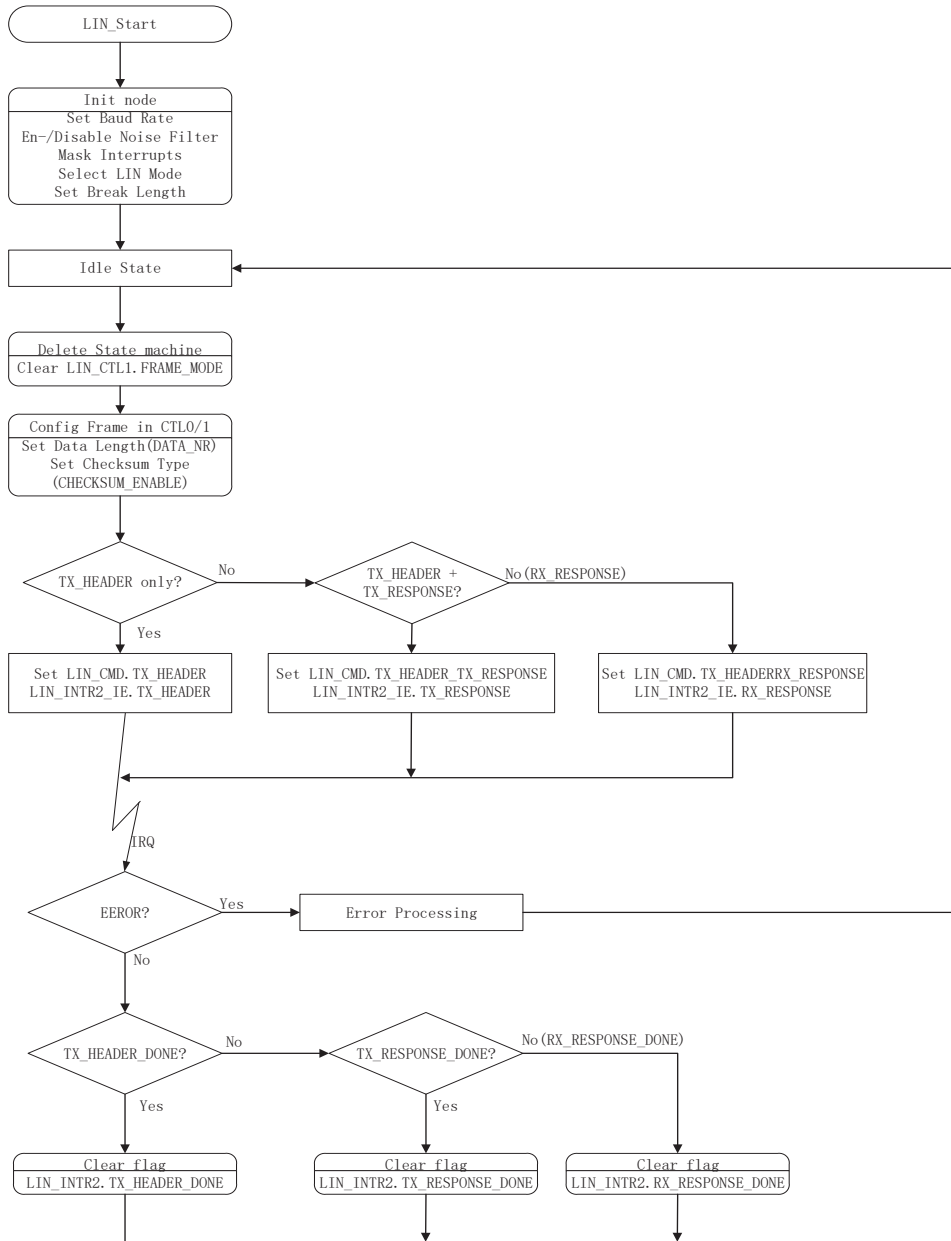 LIN_Start
Init node
Set Baud Rate
En-/Disable Noise Filter
Mask Interrupts
Select LIN Mode
Set Break Length
Idle State
Delete State machine
Clear LIN_CTL1.FRAME_MODE
Config Frame in CTL0/1
Set Data Length(DATA_NR)
Set Checksum Type
(CHECKSUM_ENABLE)
TX_HEADER only?
No
TX_HEADER +
TX_RESPONSE?
No(RX_RESPONSE)
Yes
Set LIN_CMD.TX_HEADER
LIN_INTR2_IE.TX_HEADER
Set LIN_CMD.TX_HEADER_TX_RESPONSE
LIN_INTR2_IE.TX_RESPONSE
Set LIN_CMD.TX_HEADERRX_RESPONSE
LIN_INTR2_IE.RX_RESPONSE
IRQ
EEROR?
Yes
Error Processing
No
TX_HEADER_DONE?
No
TX_RESPONSE_DONE?
No(RX_RESPONSE_DONE)
Yes
Yes
Clear flag
LIN_INTR2.TX_HEADER_DONE
Clear flag
LIN_INTR2.TX_RESPONSE_DONE
Clear flag
LIN_INTR2.RX_RESPONSE_DONE